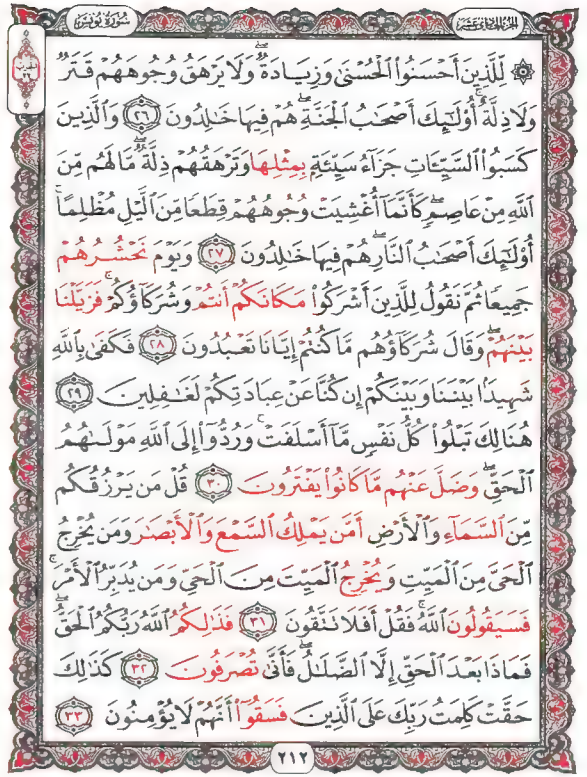 الجزء الحادي عشر
سورة يونس
الحزب ٢٢
۞ لِّلَّذِينَ أَحْسَنُوا۟ ٱلْحُسْنَىٰ وَزِيَادَةٌ ۖ وَلَا يَرْهَقُ وُجُوهَهُمْ قَتَرٌ
وَلَا ذِلَّةٌ ۚ أُو۟لَـٰٓئِكَ أَصْحَـٰبُ ٱلْجَنَّةِ ۖ هُمْ فِيهَا خَـٰلِدُونَ ٢٦ وَٱلَّذِينَ
كَسَبُوا۟ ٱلسَّيِّـَٔاتِ جَزَآءُ سَيِّئَةٍۭ بِمِثْلِهَا وَتَرْهَقُهُمْ ذِلَّةٌ ۖ مَّا لَهُم مِّنَ
ٱللَّهِ مِنْ عَاصِمٍ ۖ كَأَنَّمَآ أُغْشِيَتْ وُجُوهُهُمْ قِطَعًا مِّنَ ٱلَّيْلِ مُظْلِمًا ۚ
أُو۟لَـٰٓئِكَ أَصْحَـٰبُ ٱلنَّارِ ۖ هُمْ فِيهَا خَـٰلِدُونَ ٢٧ وَيَوْمَ نَحْشُرُهُمْ
جَمِيعًا ثُمَّ نَقُولُ لِلَّذِينَ أَشْرَكُوا۟ مَكَانَكُمْ أَنتُمْ وَشُرَكَآؤُكُمْ ۚ فَزَيَّلْنَا
بَيْنَهُمْ ۖ وَقَالَ شُرَكَآؤُهُم مَّا كُنتُمْ إِيَّانَا تَعْبُدُونَ ٢٨ فَكَفَىٰ بِٱللَّهِ
شَهِيدًۢا بَيْنَنَا وَبَيْنَكُمْ إِن كُنَّا عَنْ عِبَادَتِكُمْ لَغَـٰفِلِينَ ٢٩
هُنَالِكَ تَبْلُوا۟ كُلُّ نَفْسٍ مَّآ أَسْلَفَتْ ۚ وَرُدُّوٓا۟ إِلَى ٱللَّهِ مَوْلَىٰهُمُ
ٱلْحَقِّ ۖ وَضَلَّ عَنْهُم مَّا كَانُوا۟ يَفْتَرُونَ ٣٠ قُلْ مَن يَرْزُقُكُم
مِّنَ ٱلسَّمَآءِ وَٱلْأَرْضِ أَمَّن يَمْلِكُ ٱلسَّمْعَ وَٱلْأَبْصَـٰرَ وَمَن يُخْرِجُ
ٱلْحَىَّ مِنَ ٱلْمَيِّتِ وَيُخْرِجُ ٱلْمَيِّتَ مِنَ ٱلْحَىِّ وَمَن يُدَبِّرُ ٱلْأَمْرَ ۚ
فَسَيَقُولُونَ ٱللَّهُ ۚ فَقُلْ أَفَلَا تَتَّقُونَ ٣١ فَذَٰلِكُمُ ٱللَّهُ رَبُّكُمُ ٱلْحَقُّ ۖ
فَمَاذَا بَعْدَ ٱلْحَقِّ إِلَّا ٱلضَّلَـٰلُ ۖ فَأَنَّىٰ تُصْرَفُونَ ٣٢ كَذَٰلِكَ
حَقَّتْ كَلِمَتُ رَبِّكَ عَلَى ٱلَّذِينَ فَسَقُوٓا۟ أَنَّهُمْ لَا يُؤْمِنُونَ ٣٣
٢١٢